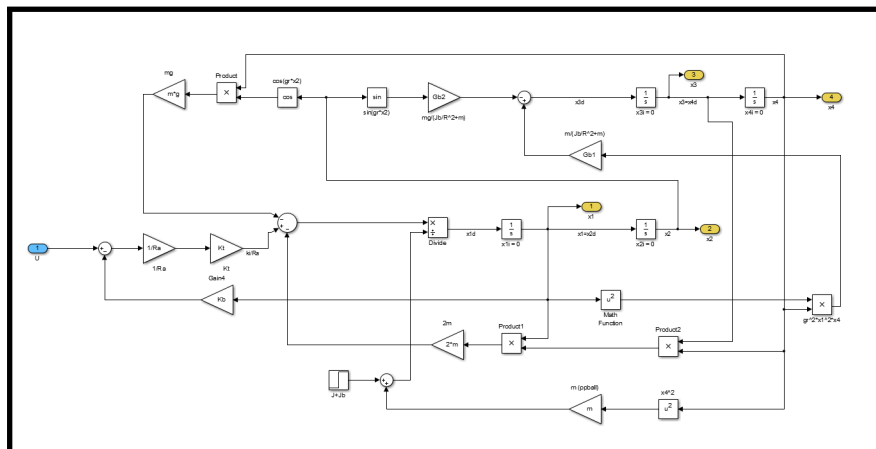 mg
m*g
Product
×
cos(gr*x2)
cos
sin
sin(gr*x2)
Gb2
mg/(Jb/R^2+m)
x3d
1
s
x3i = 0
3
x3
x3=x4d
1
s
x4i = 0
x4
4
x4
m/(Jb/R^2+m)
Gb1
1
U
1/Ra
1/Ra
Kt
Kt
ki/Ra
×
÷
Divide
x1d
1
s
x1i = 0
1
x1
x1=x2d
1
s
x2i = 0
x2
2
x2
Gain4
Kb
u²
Math
Function
×
gr^2*x1^2*x4
2m
2*m
Product1
×
Product2
×
J+Jb
m (ppball)
m
x4^2
u²